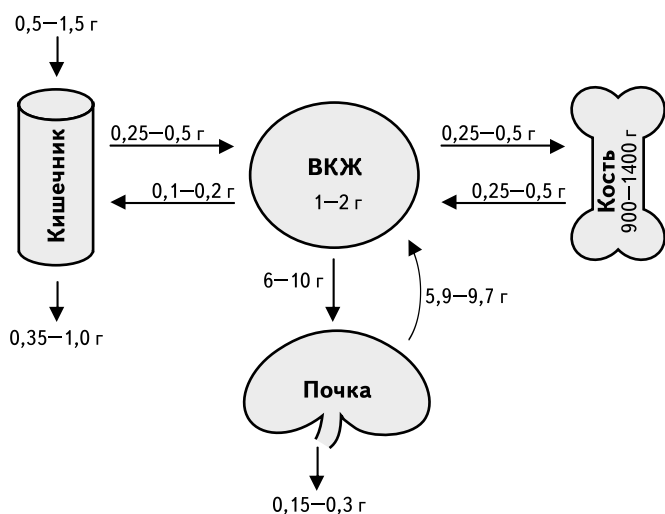 0,5—1,5 г
Кишечник
0,25—0,5 г
0,1—0,2 г
0,35—1,0 г
ВКЖ
1—2 г
0,25—0,5 г
0,25—0,5 г
Кость
900—1400 г
6—10 г
5,9—9,7 г
Почка
0,15—0,3 г